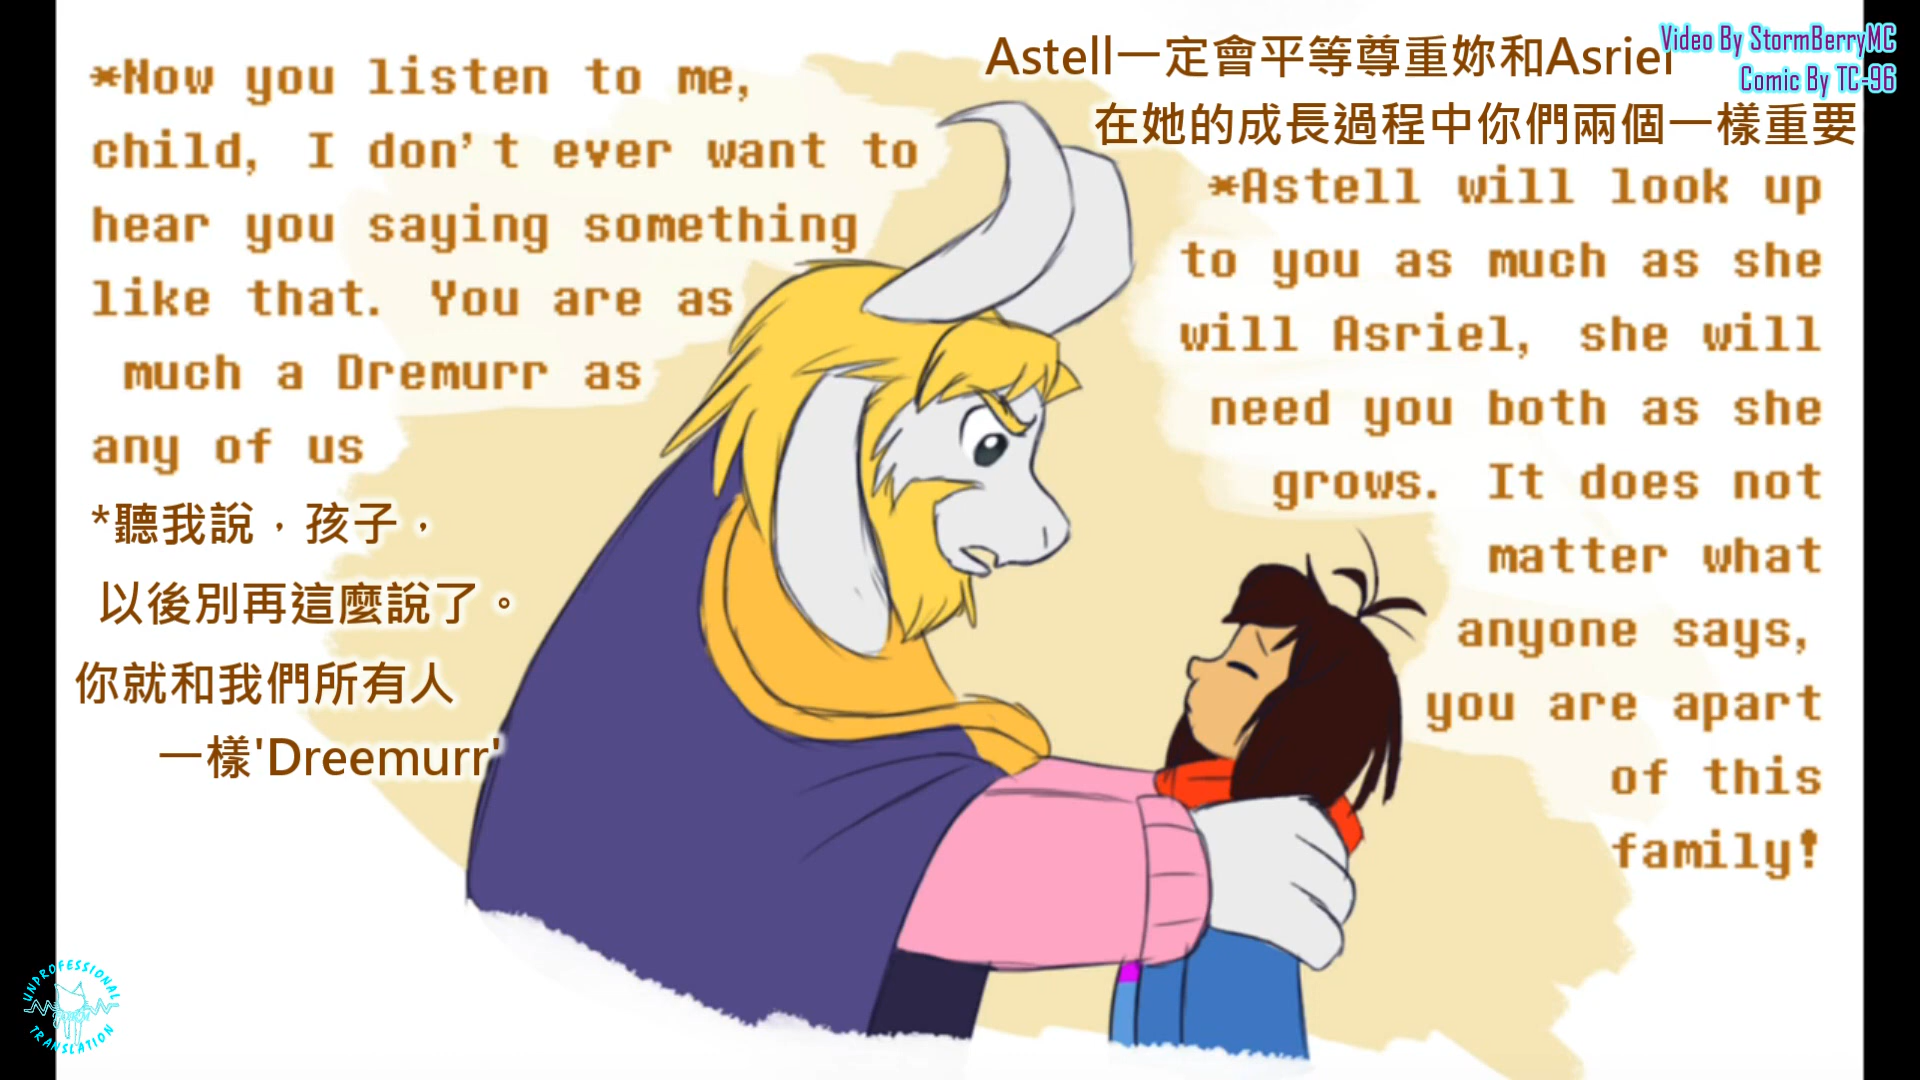 *Now you listen to me,
child, I don't ever want to
hear you saying something
like that. You are as
much a Dremurr as
any of us
*聽我說，孩子，
以後別再這麼說了。
你就和我們所有人
一樣'Dreemurr'
Astell一定會平等尊重妳和Asriel
在她的成長過程中你們兩個一樣重要
*Astell will look up
to you as much as she
will Asriel, she will
need you both as she
grows. It does not
matter what
anyone says,
you are apart
of this
family!
Video By StormBerryMC
Comic By TC-96
UNPROFESSIONAL
TRANSLATION